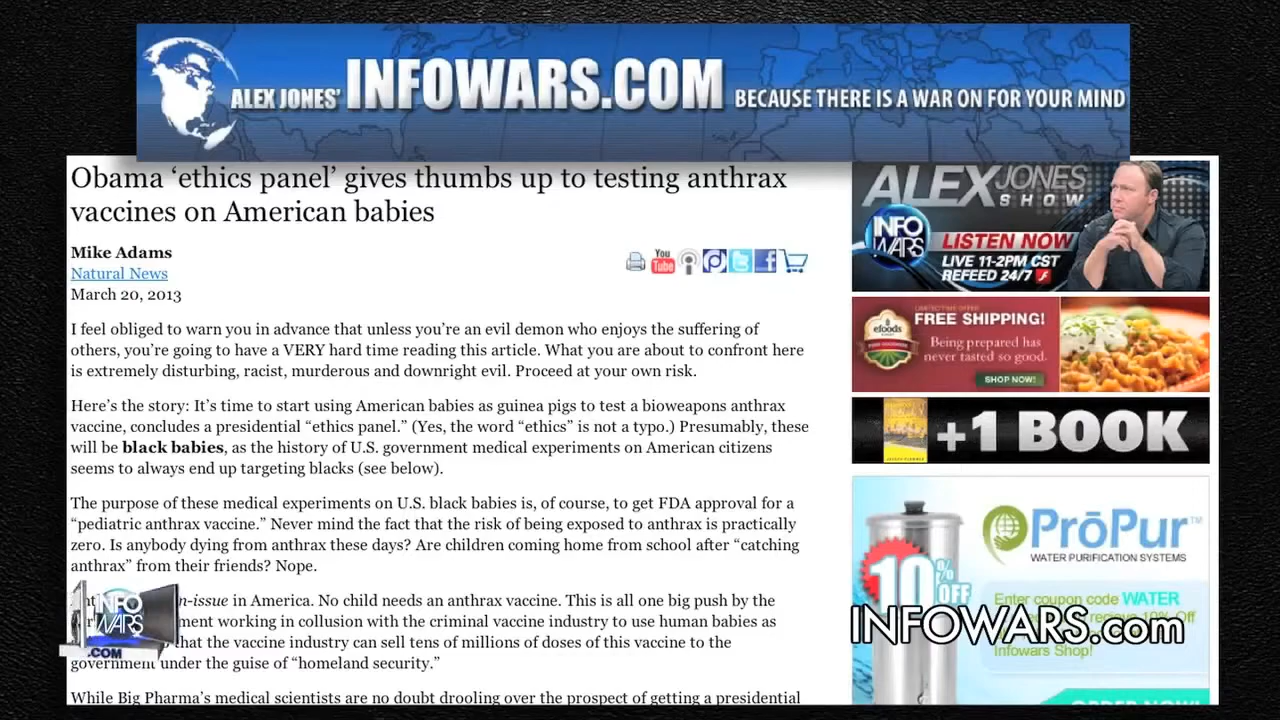 ALEX JONES' INFOWARS.COM BECAUSE THERE IS A WAR ON FOR YOUR MIND
Obama ‘ethics panel’ gives thumbs up to testing anthrax
vaccines on American babies
Mike Adams
Natural News
March 20, 2013
You
Tube
I feel obliged to warn you in advance that unless you’re an evil demon who enjoys the suffering of
others, you’re going to have a VERY hard time reading this article. What you are about to confront here
is extremely disturbing, racist, murderous and downright evil. Proceed at your own risk.
Here’s the story: It’s time to start using American babies as guinea pigs to test a bioweapons anthrax
vaccine, concludes a presidential “ethics panel.” (Yes, the word “ethics” is not a typo.) Presumably, these
will be black babies, as the history of U.S. government medical experiments on American citizens
seems to always end up targeting blacks (see below).
The purpose of these medical experiments on U.S. black babies is, of course, to get FDA approval for a
“pediatric anthrax vaccine.” Never mind the fact that the risk of being exposed to anthrax is practically
zero. Is anybody dying from anthrax these days? Are children coming home from school after “catching
anthrax” from their friends? Nope.
n-issue in America. No child needs an anthrax vaccine. This is all one big push by the
ment working in collusion with the criminal vaccine industry to use human babies as
that the vaccine industry can sell tens of millions of doses of this vaccine to the
government under the guise of “homeland security.”
While Big Pharma’s medical scientists are no doubt drooling over the prospect of getting a presidential
INFO
WARS
.COM
ALEX JONES
SHOW
INFO
WARS
LISTEN NOW
LIVE 11-2PM CST
REFEED 24/7
efoods
FREE SHIPPING!
Being prepared has
never tasted so good.
SHOP NOW!
+1 BOOK
PrōPur™
WATER PURIFICATION SYSTEMS
10% OFF
Enter coupon code WATER
10% Off
Infowars Shop!
INFOWARS.com
ORDER NOW!